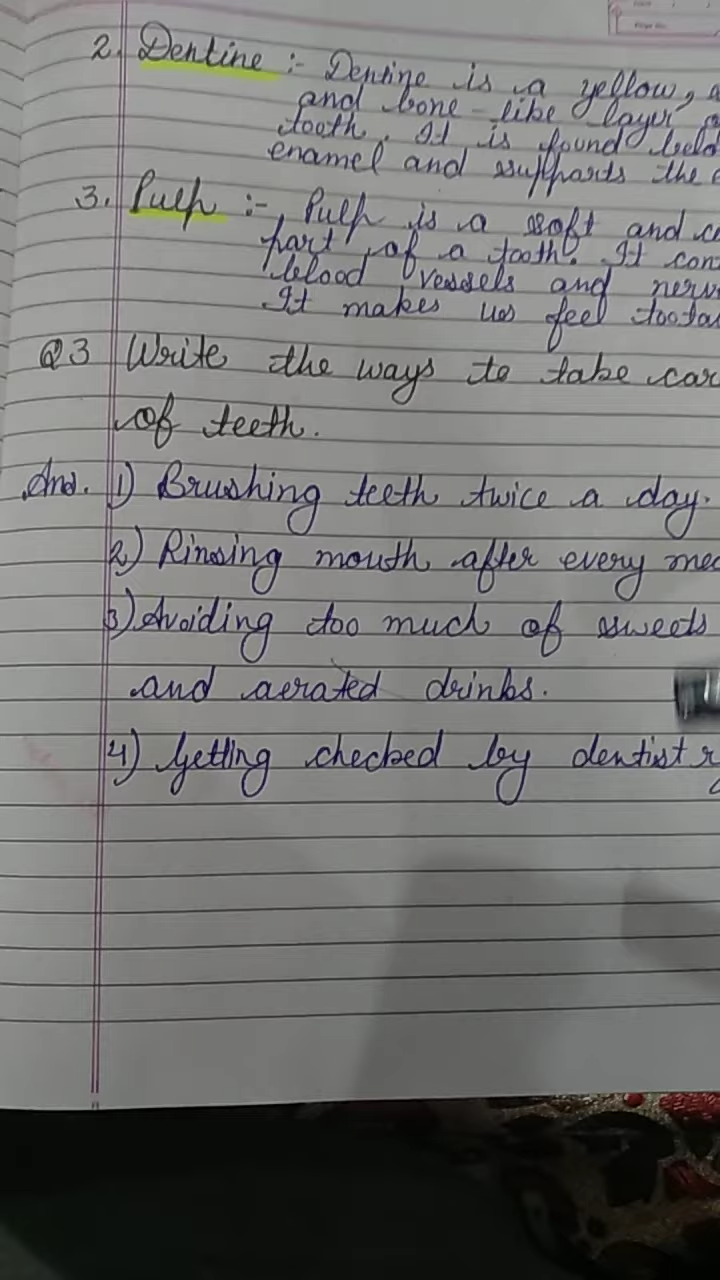 2. Dentine :- Dentine is a yellow,
and bone-like layer
tooth. It is found
enamel and supports the
3. Pulp :- Pulp is a soft and
part of a tooth. It
blood vessels and
It makes us feel
Q3 Write the ways to take
of teeth.
Ans. 1) Brushing teeth twice a day.
2) Rinsing mouth after every
3) Avoiding too much of sweets
and aerated drinks.
4) Getting checked by dentist